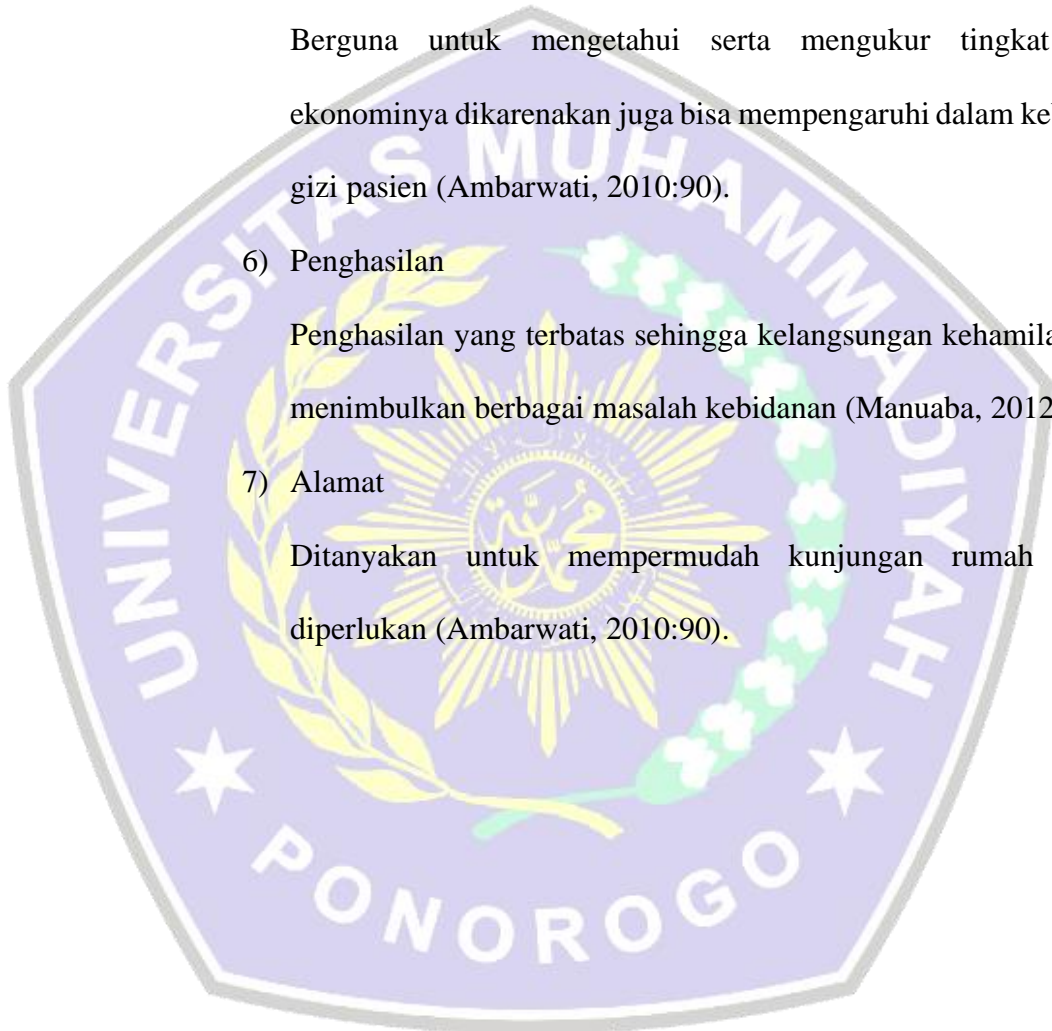 Berguna untuk mengetahui serta mengukur tingkat
ekonominya dikarenakan juga bisa mempengaruhi dalam
gizi pasien (Ambarwati, 2010:90).
6) Penghasilan
Penghasilan yang terbatas sehingga kelangsungan
menimbulkan berbagai masalah kebidanan (Manuaba, 2012
7) Alamat
Ditanyakan untuk mempermudah kunjungan rumah
diperlukan (Ambarwati, 2010:90).
UNIVERSITAS MUHAMMADIYAH
PONOROGO